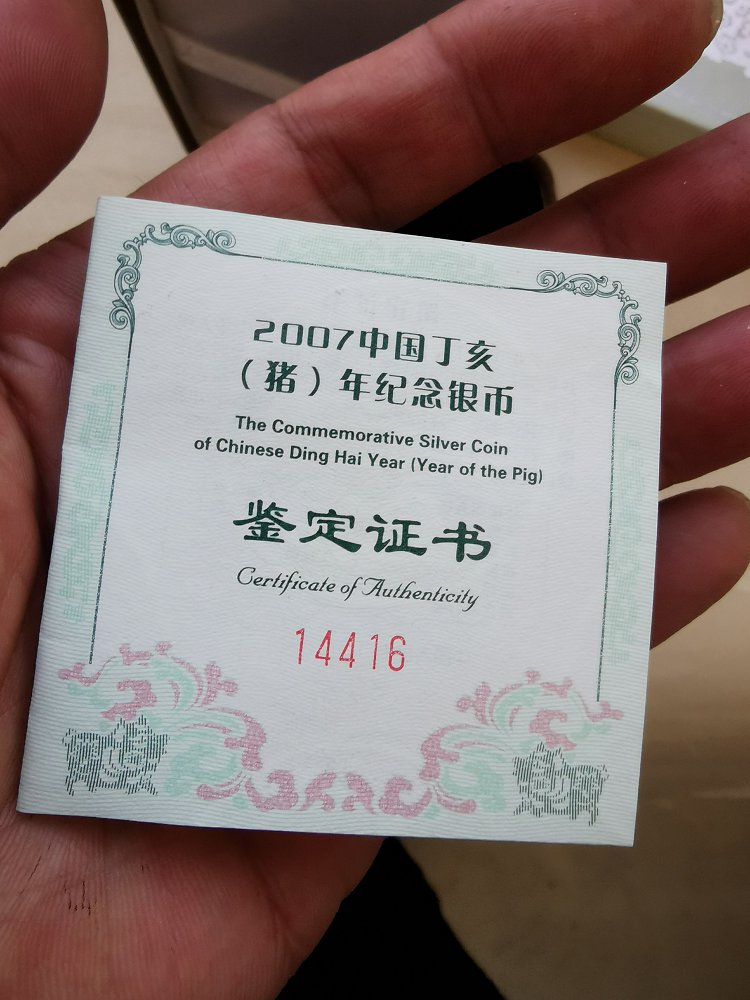 2007中国丁亥
（猪）年纪念银币
The Commemorative Silver Coin
of Chinese Ding Hai Year (Year of the Pig)
鉴定证书
Certificate of Authenticity
14416